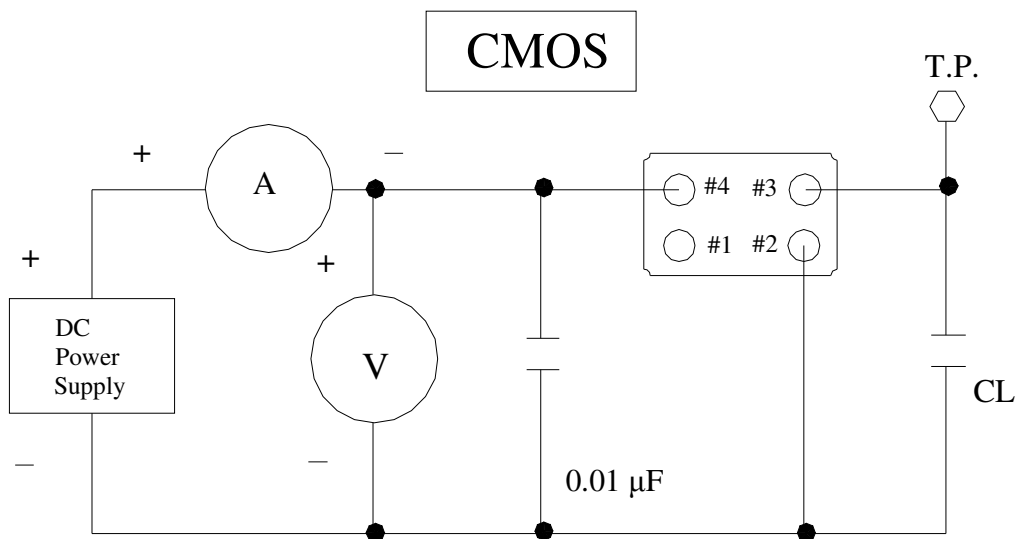 CMOS
T.P.
+
A
–
#4
#3
+
+
#1
#2
DC
Power
Supply
V
CL
–
–
0.01 µF